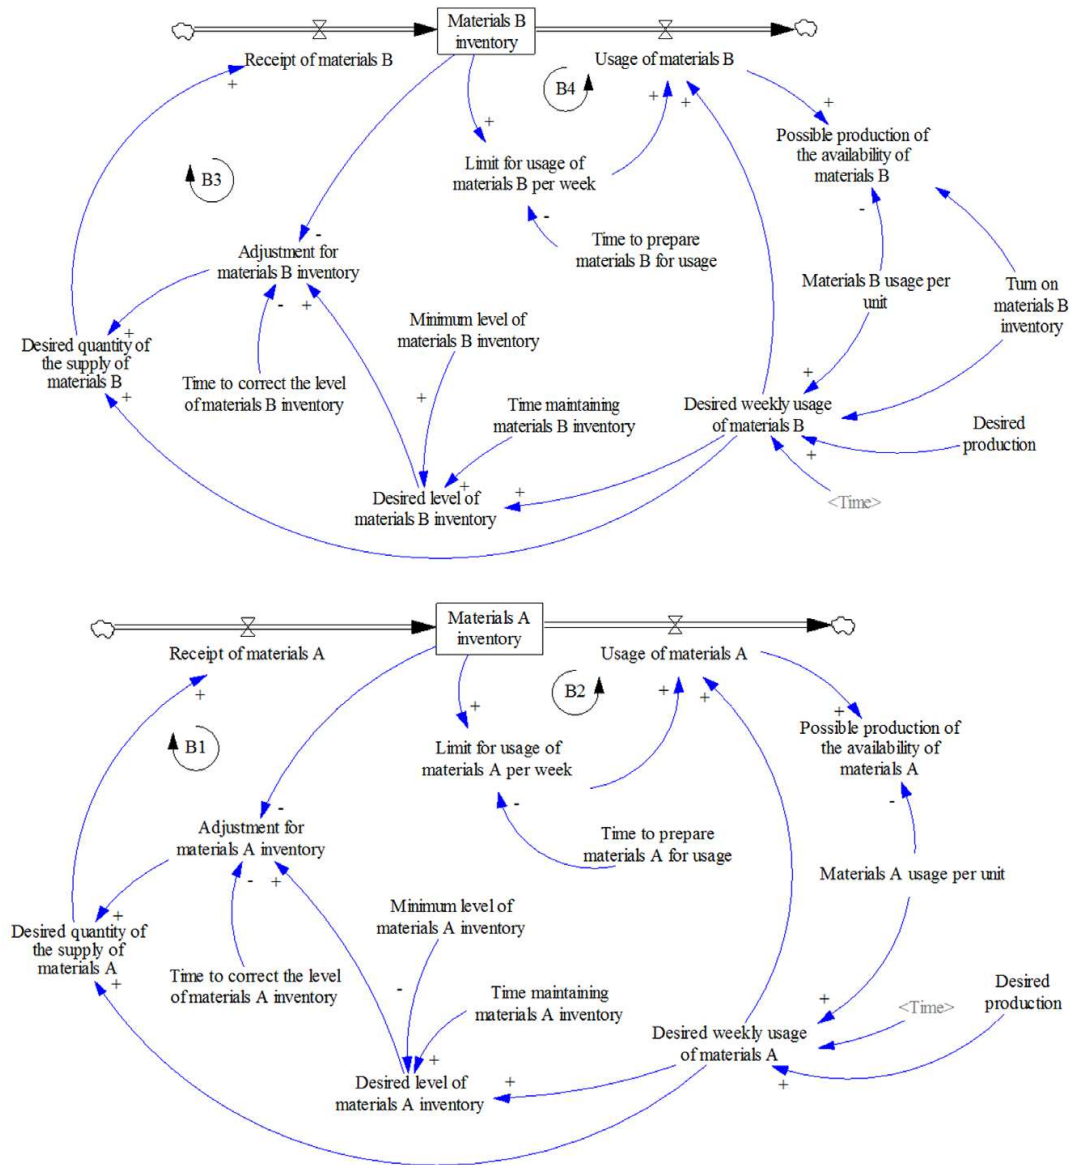 Materials B
inventory
Receipt of materials B
Usage of materials B
B4
+
+
+
+
+
Possible production of
the availability of
materials B
Limit for usage of
materials B per week
B3
-
-
-
Time to prepare
materials B for usage
Adjustment for
materials B inventory
Materials B usage per
unit
Turn on
materials B
inventory
-
+
Minimum level of
materials B inventory
+
Desired quantity of
the supply of
materials B
+
Time to correct the level
of materials B inventory
+
+
Time maintaining
materials B inventory
Desired weekly usage
of materials B
Desired
production
+
+
+
Desired level of
materials B inventory
<Time>
Materials A
inventory
Receipt of materials A
Usage of materials A
B2
+
+
+
+
+
Possible production of
the availability of
materials A
B1
Limit for usage of
materials A per week
-
-
-
Adjustment for
materials A inventory
Time to prepare
materials A for usage
Materials A usage per unit
-
+
Minimum level of
materials A inventory
+
Desired quantity of
the supply of
materials A
+
Time to correct the level
of materials A inventory
-
Time maintaining
materials A inventory
+
<Time>
Desired
production
Desired weekly usage
of materials A
+
+
+
Desired level of
materials A inventory